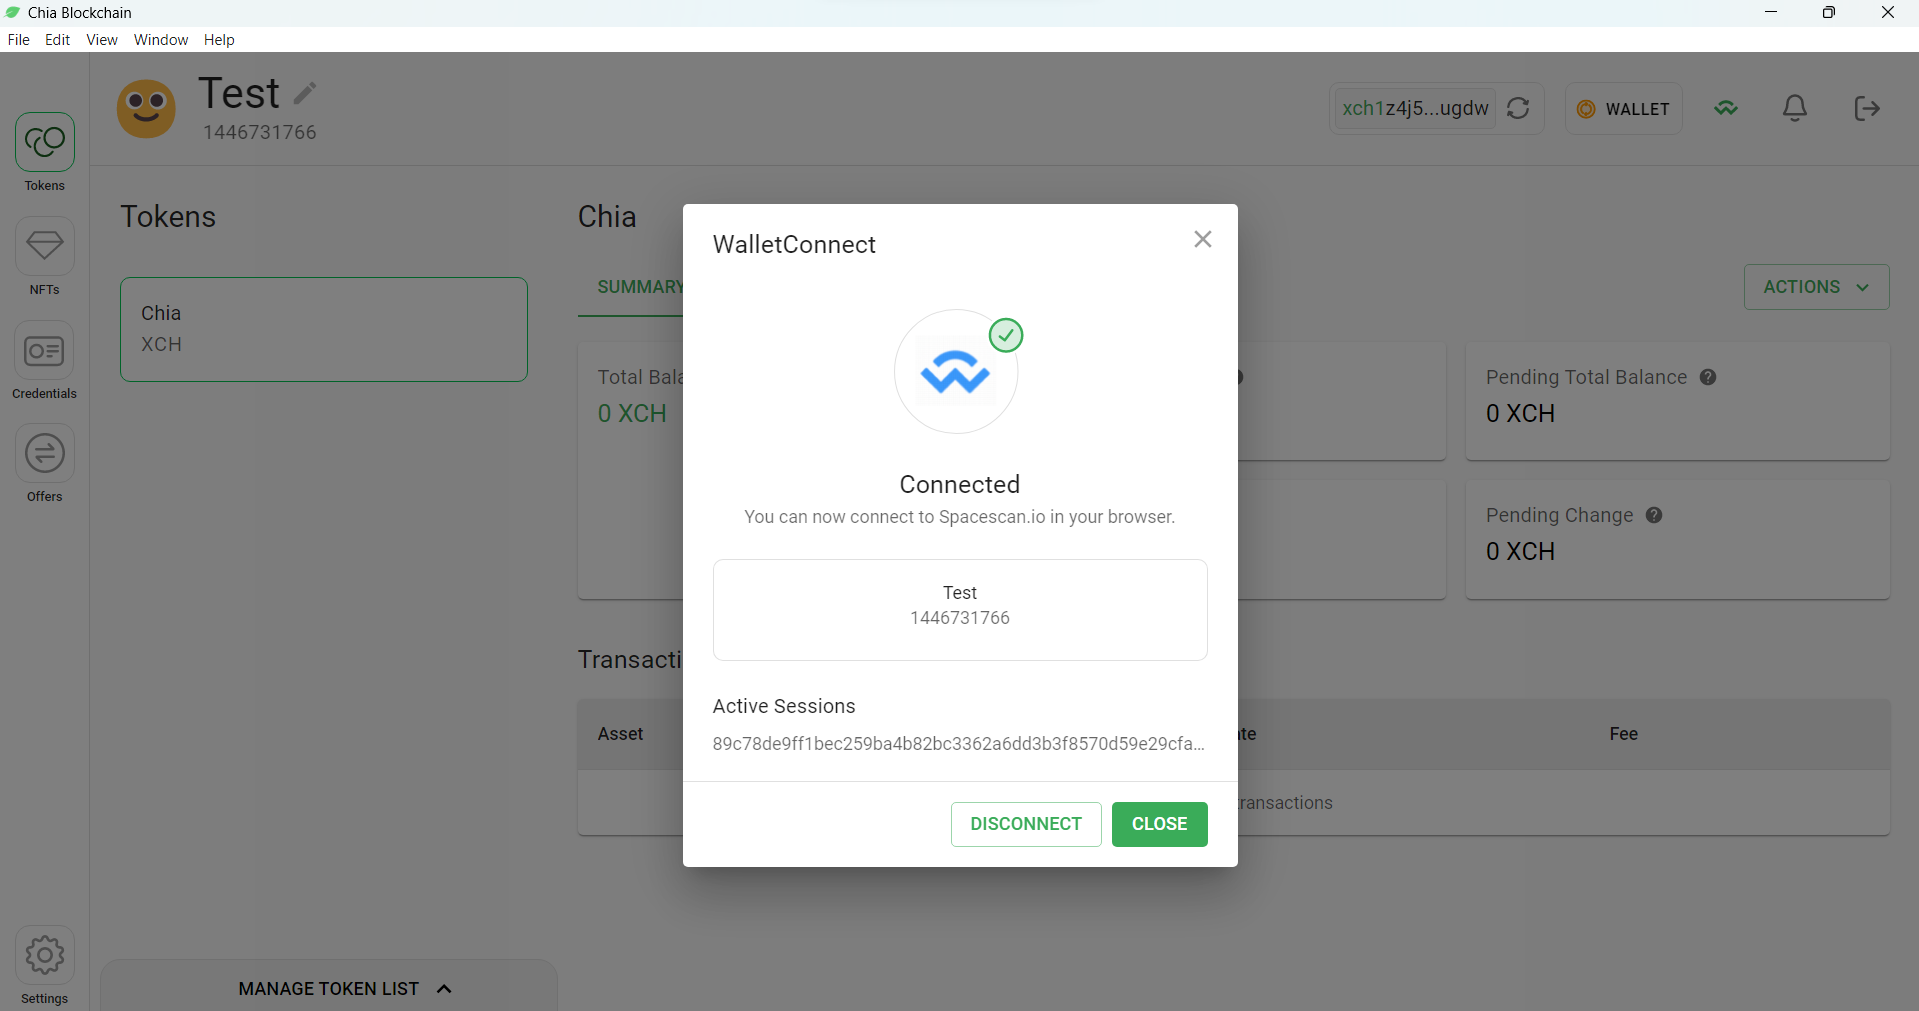 Chia Blockchain
File Edit View Window Help
Test
1446731766
xch1z4j5...ugdw
WALLET
Tokens
NFTs
Credentials
Offers
Settings
Tokens
Chia
XCH
MANAGE TOKEN LIST
Chia
SUMMARY
ACTIONS
Total Bala
0 XCH
Pending Total Balance
0 XCH
Pending Change
0 XCH
Transacti
Asset
te
Fee
transactions
WalletConnect
Connected
You can now connect to Spacescan.io in your browser.
Test
1446731766
Active Sessions
89c78de9ff1bec259ba4b82bc3362a6dd3b3f8570d59e29cfa...
DISCONNECT
CLOSE